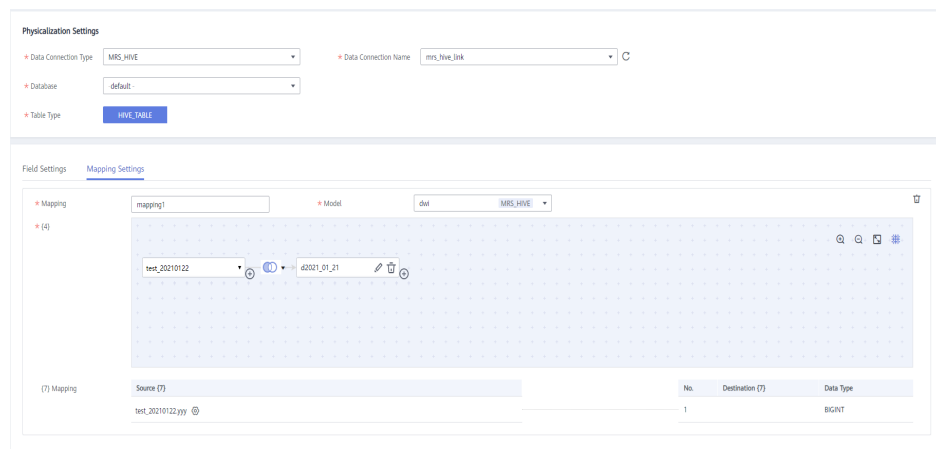 Physicalization Settings
* Data Connection Type MRS_HIVE * Data Connection Name mrs_hive_link
* Database default -
* Table Type HIVE_TABLE
Field Settings Mapping Settings
* Mapping mapping1 * Model dwl MRS_HIVE
* {4}
test_20210122 d2021_01_21
{7} Mapping Source {7} No. Destination {7} Data Type
test_20210122.yyy 1 BIGINT